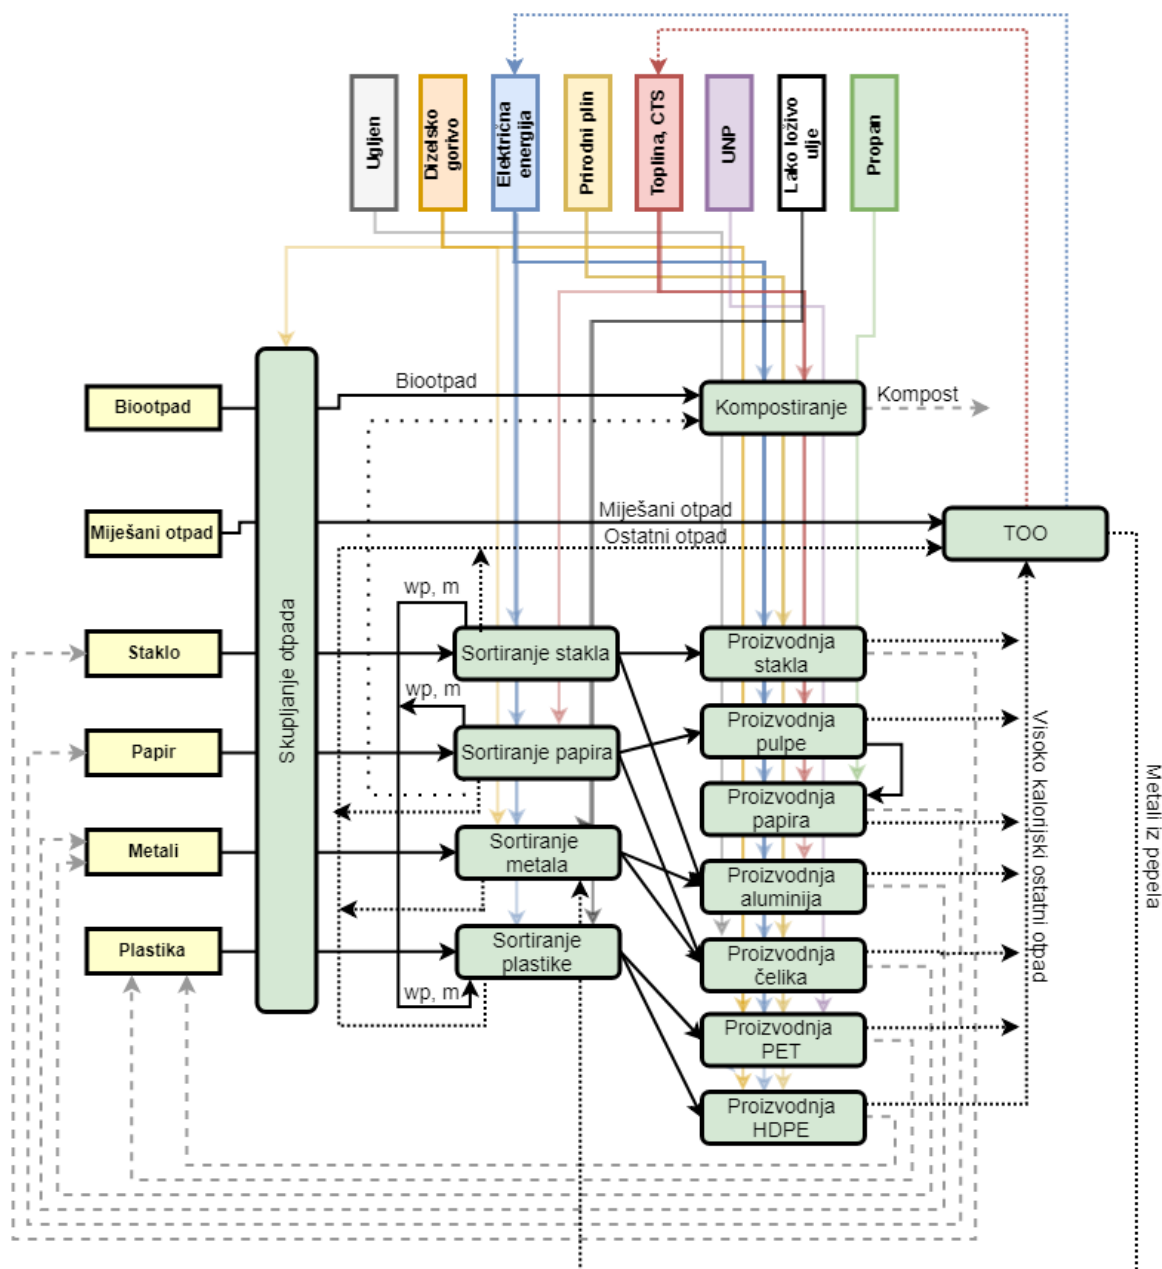 Ugljen
Dizelsko
gorivo
Električna
energija
Prirodni plin
Toplina, CTS
UNP
Lako loživo
ulje
Propan
Biootpad
Biootpad
Kompostiranje
Kompost
Miješani otpad
Miješani otpad
Ostatni otpad
TOO
Skupljanje otpada
wp, m
Staklo
Sortiranje stakla
Proizvodnja
stakla
wp, m
Papir
Sortiranje papira
Proizvodnja
pulpe
Proizvodnja
papira
Metali
Sortiranje
metala
Proizvodnja
aluminija
Plastika
Sortiranje
plastike
Proizvodnja
čelika
wp, m
Proizvodnja
PET
Proizvodnja
HDPE
Visoko kalorijski ostatni otpad
Metali iz pepela